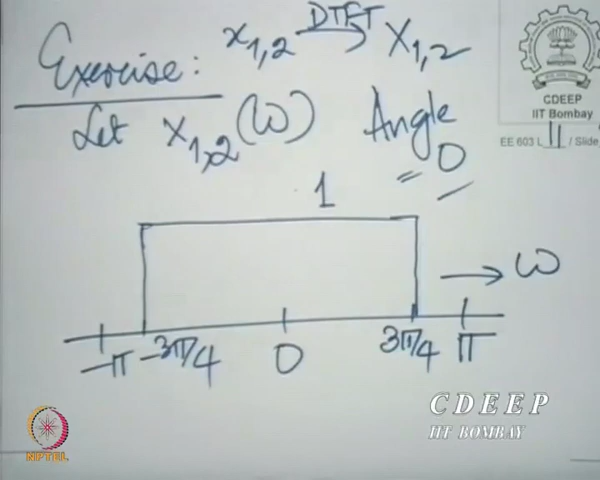 Exercise: x1,2 DTFT→ X1,2
Let X1,2(ω) Angle = 0
1
→ ω
-π -3π/4 0 3π/4 π
CDEEP
IIT Bombay
EE 603 L 11 / Slide
NPTEL
CDEEP
IIT BOMBAY